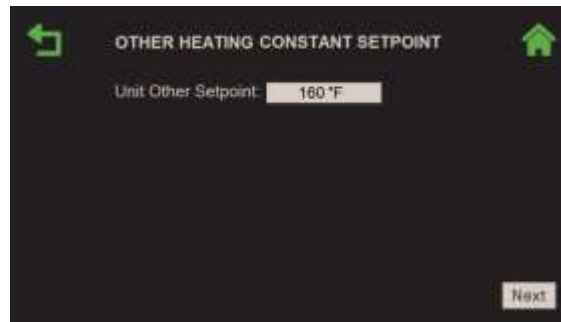 OTHER HEATING CONSTANT SETPOINT
Unit Other Setpoint: 160 °F
Next